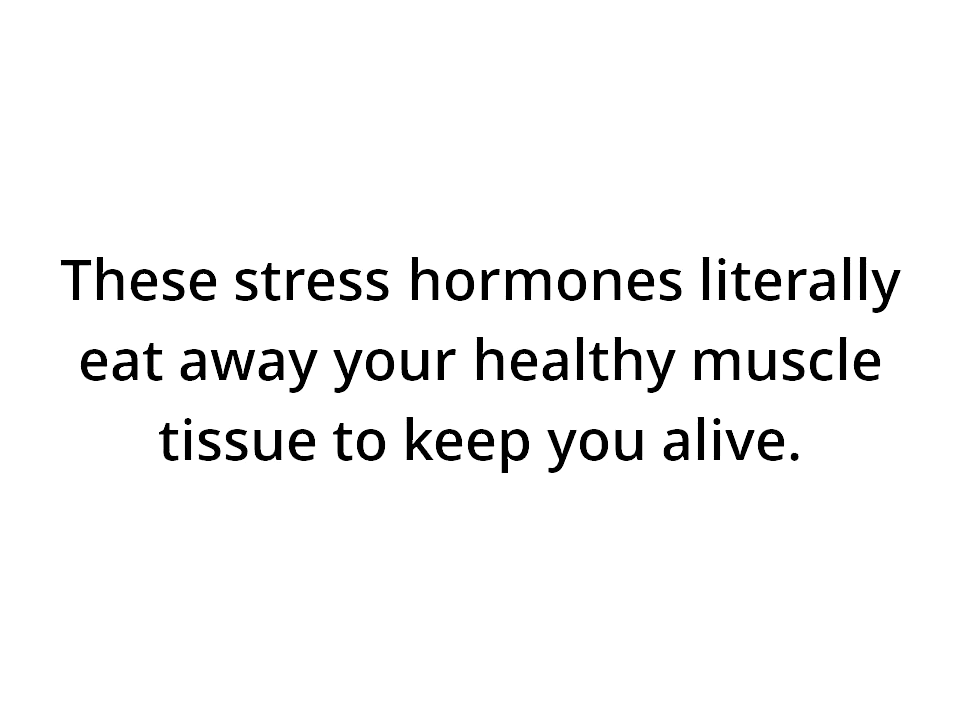 These stress hormones literally
eat away your healthy muscle
tissue to keep you alive.